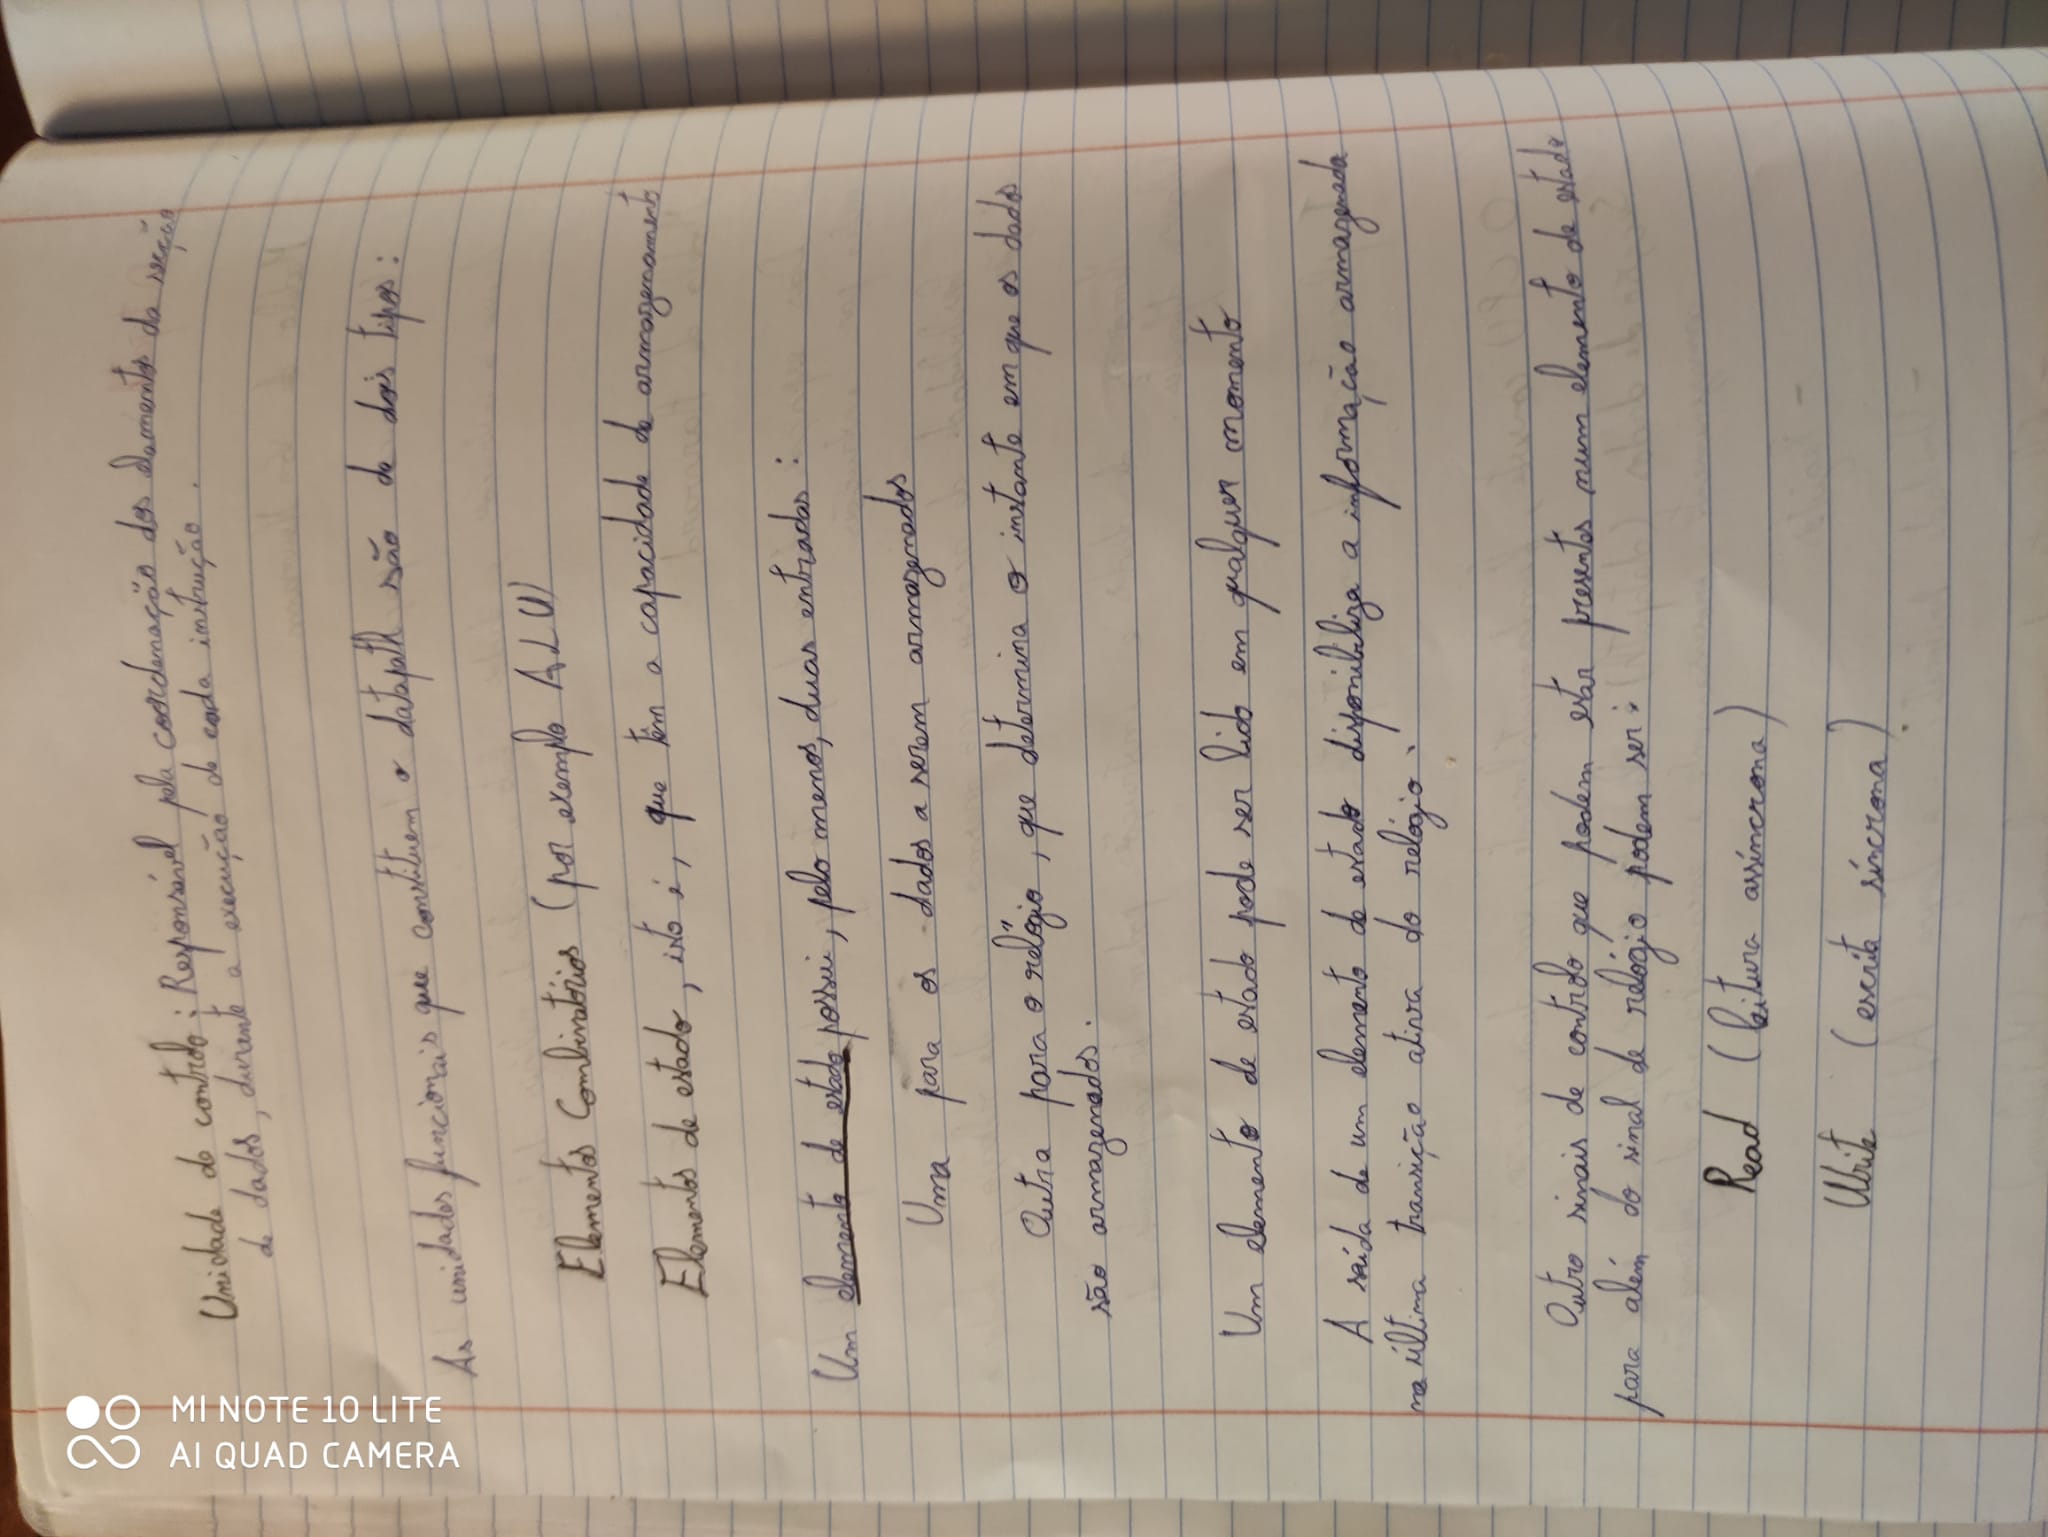 Unidade de controlo: Responsável pela coordenação dos elementos da secção
de dados, durante a execução de cada instrução.
As unidades funcionais que constituem o datapath são de dois tipos:
Elementos Combinatórios (por exemplo ALU)
Elementos de estado, isto é, que têm a capacidade de armazenamento
Um elemento de estado possui, pelo menos, duas entradas:
Uma para os dados a serem armazenados
Outra para o relógio, que determina o instante em que os dados
são armazenados.
Um elemento de estado pode ser lido em qualquer momento
A saída de um elemento de estado disponibiliza a informação armazenada
na última transição ativa do relógio.
Outro sinais de controlo que podem estar presentes num elemento de estado
para além do sinal de relógio podem ser:
Read (leitura assíncrona)
Write (escrita síncrona)
MI NOTE 10 LITE
AI QUAD CAMERA